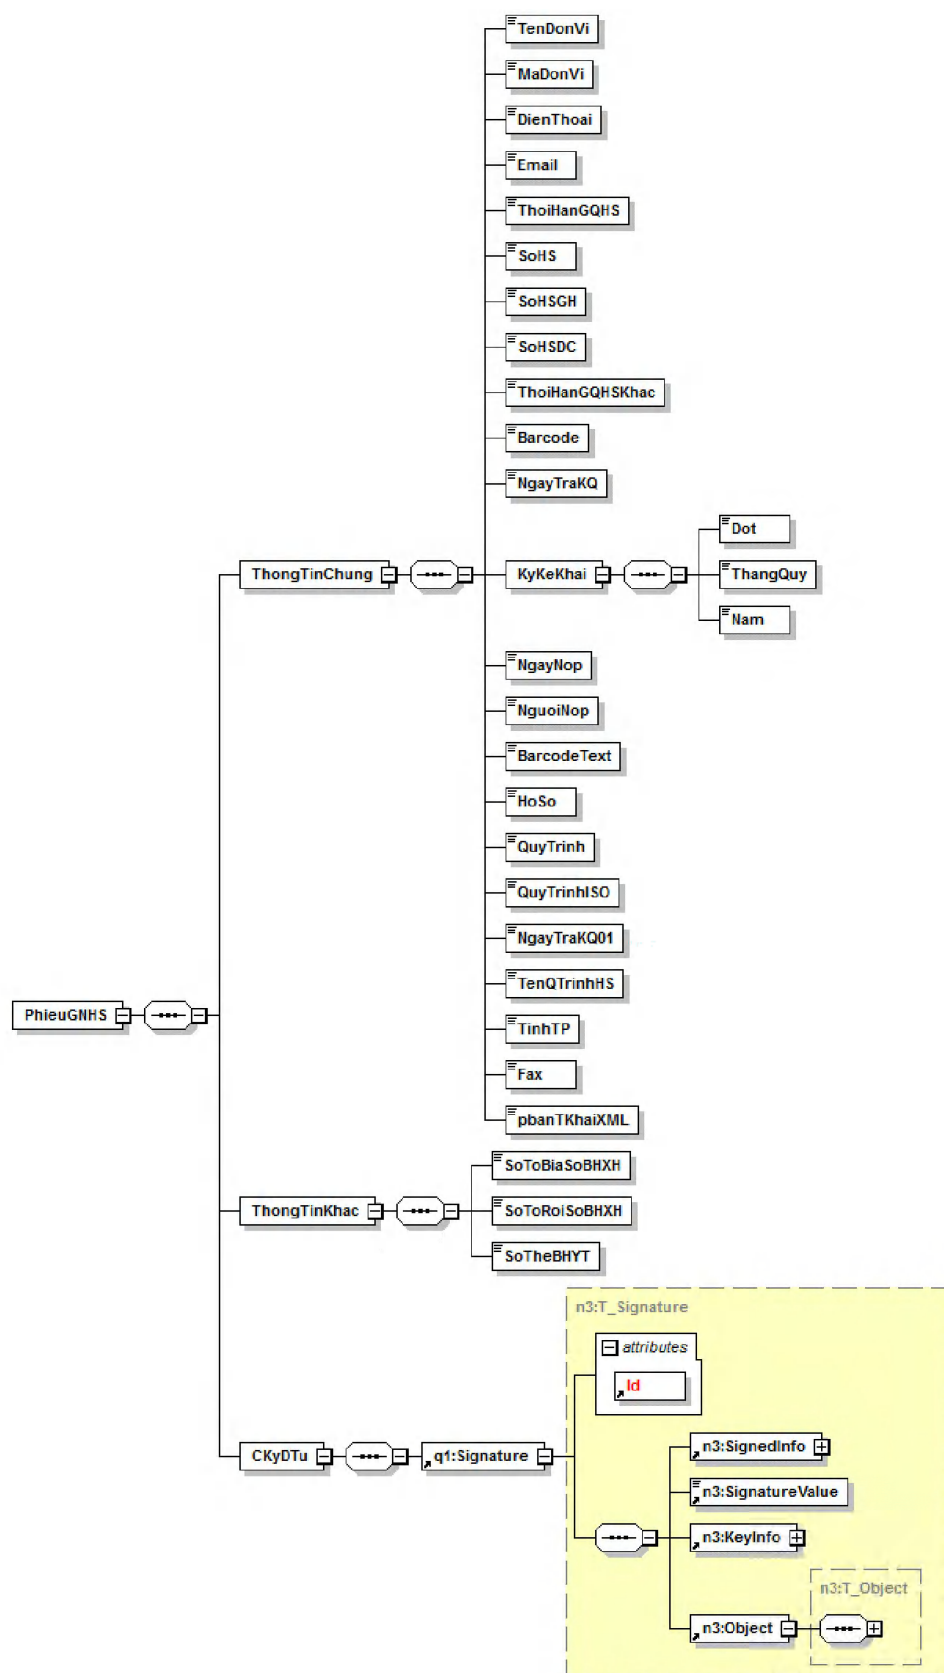 TenDonVi
MaDonVi
DienThoai
Email
ThoiHanGQHS
SoHS
SoHSGH
SoHSDC
ThoiHanGQHSKhac
Barcode
NgayTraKQ
ThongTinChung
KyKeKhai
Dot
ThangQuy
Nam
NgayNop
NguoiNop
BarcodeText
HoSo
QuyTrinh
QuyTrinhISO
NgayTraKQ01
TenQTrinhHS
TinhTP
Fax
pbanTKhaiXML
PhieuGNHS
ThongTinKhac
SoToBiaSoBHXH
SoToRoiSoBHXH
SoTheBHYT
n3:T_Signature
attributes
Id
CKyDTu
q1:Signature
n3:SignedInfo
n3:SignatureValue
n3:KeyInfo
n3:T_Object
n3:Object